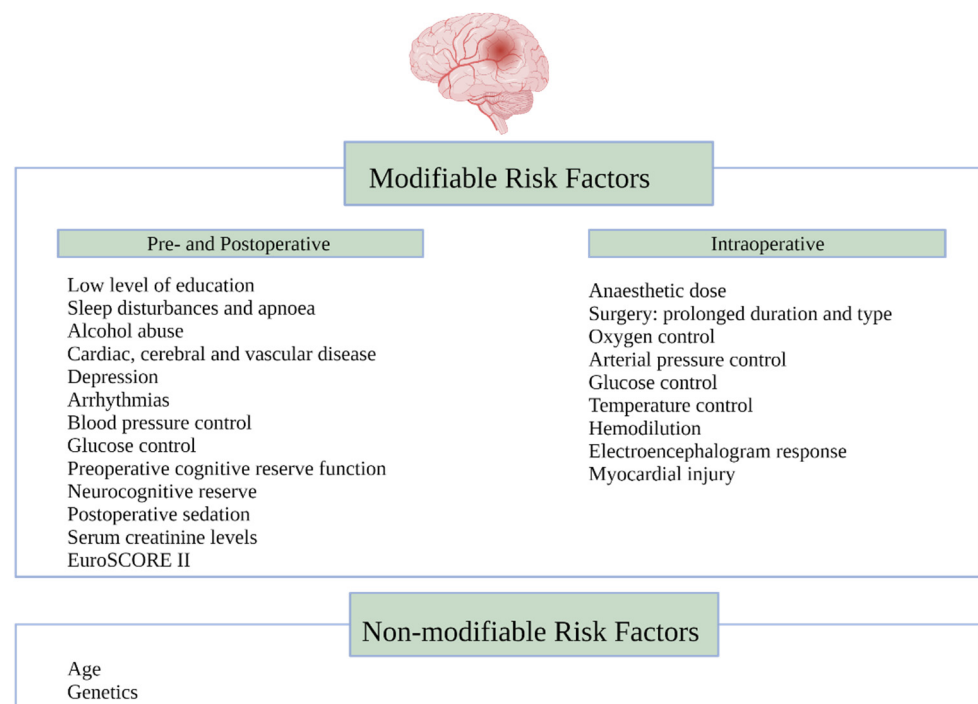 Modifiable Risk Factors
Pre- and Postoperative
Low level of education
Sleep disturbances and apnoea
Alcohol abuse
Cardiac, cerebral and vascular disease
Depression
Arrhythmias
Blood pressure control
Glucose control
Preoperative cognitive reserve function
Neurocognitive reserve
Postoperative sedation
Serum creatinine levels
EuroSCORE II
Intraoperative
Anaesthetic dose
Surgery: prolonged duration and type
Oxygen control
Arterial pressure control
Glucose control
Temperature control
Hemodilution
Electroencephalogram response
Myocardial injury
Non-modifiable Risk Factors
Age
Genetics